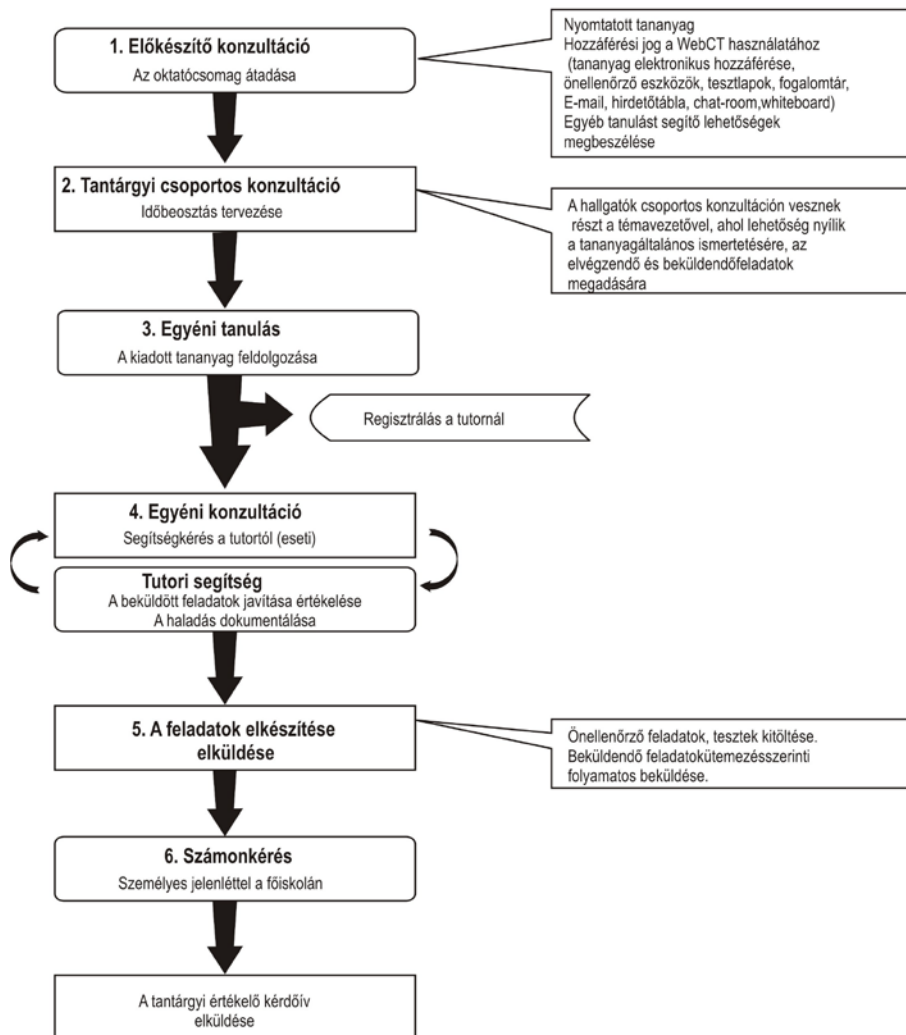 1. Előkészítő konzultáció
Az oktatócsomag átadása
Nyomtatott tananyag
Hozzáférési jog a WebCT használatához
(tananyag elektronikus hozzáférése,
önellenőrző eszközök, tesztlapok, fogalomtár,
E-mail, hirdetőtábla, chat-room,whiteboard)
Egyéb tanulást segítő lehetőségek
megbeszélése
2. Tantárgyi csoportos konzultáció
Időbeosztás tervezése
A hallgatók csoportos konzultáción vesznek
részt a témavezetővel, ahol lehetőség nyílik
a tananyagáltalános ismertetésére, az
elvégzendő és beküldendőfeladatok
megadására
3. Egyéni tanulás
A kiadott tananyag feldolgozása
Regisztrálás a tutornál
4. Egyéni konzultáció
Segítségkérés a tutortól (eseti)
Tutori segítség
A beküldött feladatok javítása értékelése
A haladás dokumentálása
5. A feladatok elkészítése
elküldése
Önellenőrző feladatok, tesztek kitöltése.
Beküldendő feladatokütemezésszerinti
folyamatos beküldése.
6. Számonkérés
Személyes jelenléttel a főiskolán
A tantárgyi értékelő kérdőív
elküldése